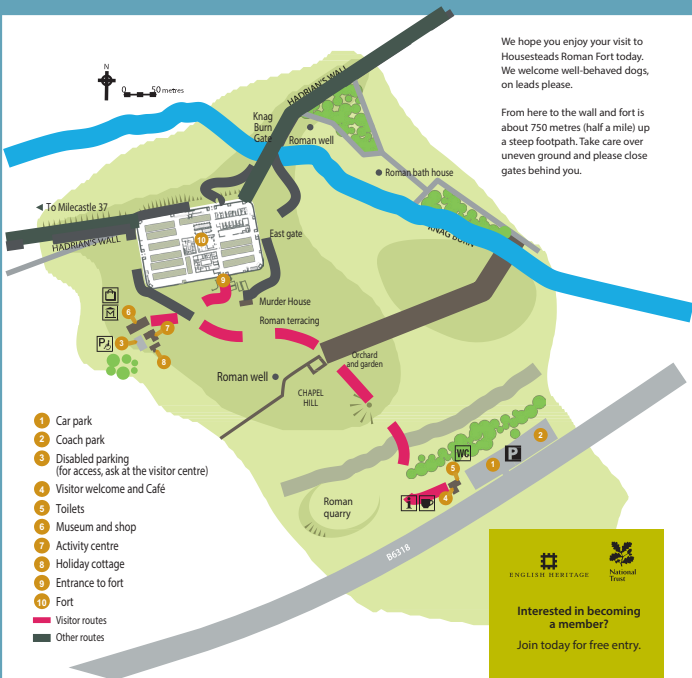 We hope you enjoy your visit to
Housesteads Roman Fort today.
We welcome well-behaved dogs,
on leads please.
From here to the wall and fort is
about 750 metres (half a mile) up
a steep footpath. Take care over
uneven ground and please close
gates behind you.
N
0 50 metres
HADRIAN'S WALL
Knag
Burn
Gate
Roman well
Roman bath house
To Milecastle 37
HADRIAN'S WALL
KNAG BURN
10
East gate
9
Murder House
6
7
Roman terracing
P
3
8
Orchard
and garden
Roman well
CHAPEL
HILL
WC
P
2
1
5
4
i
Roman
quarry
B6318
1 Car park
2 Coach park
3 Disabled parking
(for access, ask at the visitor centre)
4 Visitor welcome and Café
5 Toilets
6 Museum and shop
7 Activity centre
8 Holiday cottage
9 Entrance to fort
10 Fort
Visitor routes
Other routes
ENGLISH HERITAGE
National
Trust
Interested in becoming
a member?
Join today for free entry.